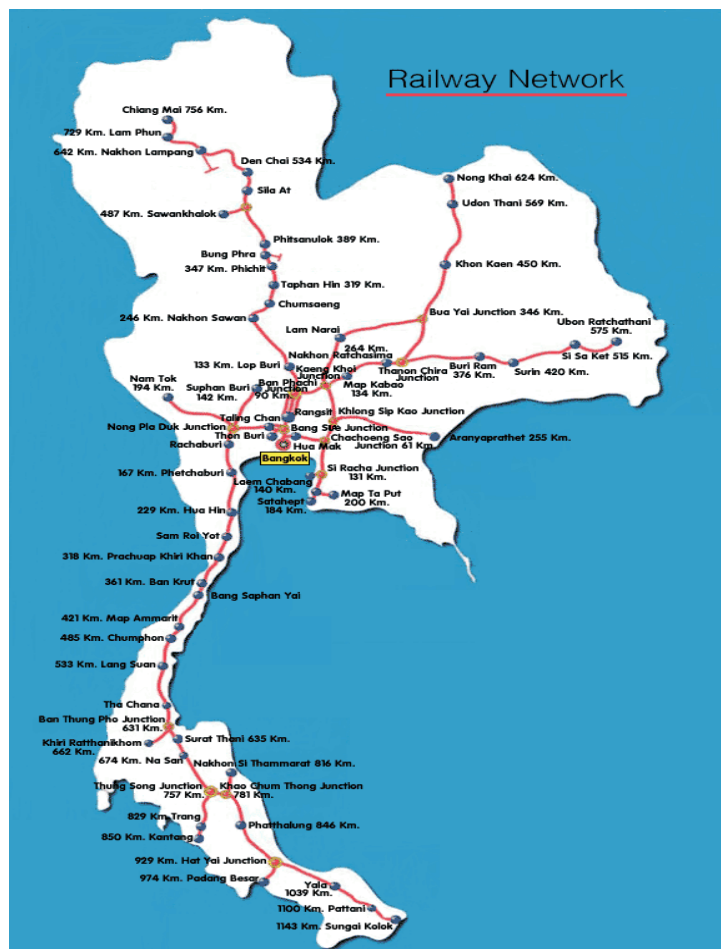 Railway Network
Chiang Mai 756 Km.
729 Km. Lam Phun
642 Km. Nakhon Lampang
Den Chai 534 Km.
Sila At
487 Km. Sawankhalok
Nong Khai 624 Km.
Udon Thani 569 Km.
Phitsanulok 389 Km.
Bung Phra
347 Km. Phichit
Khon Kaen 450 Km.
Taphan Hin 319 Km.
Chumsaeng
246 Km. Nakhon Sawan
Bua Yai Junction 346 Km.
Ubon Ratchathani
575 Km.
Lam Narai
264 Km.
Nakhon Ratchasima
Si Sa Ket 515 Km.
133 Km. Lop Buri
Kaeng Khoi
Junction
Thanon Chira
Junction
Buri Ram
376 Km.
Surin 420 Km.
Nam Tok
194 Km.
Suphan Buri
142 Km.
Ban Phachi
Junction
90 Km.
Map Kabao
134 Km.
Rangsit
Khlong Sip Kao Junction
Taling Chan
Nong Pla Duk Junction
Bang Sue Junction
Thon Buri
Chachoeng Sao
Junction 61 Km.
Aranyaprathet 255 Km.
Hua Mak
Rachaburi
Bangkok
167 Km. Phetchaburi
Si Racha Junction
131 Km.
Laem Chabang
140 Km.
Map Ta Put
200 Km.
Satahept
184 Km.
229 Km. Hua Hin
Sam Roi Yot
318 Km. Prachuap Khiri Khan
361 Km. Ban Krut
Bang Saphan Yai
421 Km. Map Ammarit
485 Km. Chumphon
533 Km. Lang Suan
Tha Chana
Ban Thung Pho Junction
631 Km.
Surat Thani 635 Km.
Khiri Ratthanikhom
662 Km.
674 Km. Na San
Nakhon Si Thammarat 816 Km.
Thung Song Junction
757 Km.
Khao Chum Thong Junction
781 Km.
829 Km Trang
Phatthalung 846 Km.
850 Km. Kantang
929 Km. Hat Yai Junction
974 Km. Padang Besar
Yala
1039 Km.
1100 Km. Pattani
1143 Km. Sungai Kolok